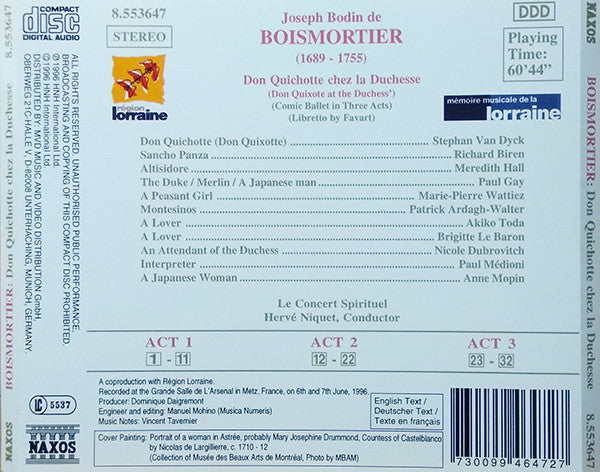 NAXOS
BOISMORTIER: Don Quichotte chez la Duchesse
8.553647
COMPACT
disc
DIGITAL AUDIO
ALL RIGHTS RESERVED. UNAUTHORISED PUBLIC PERFORMANCE,
BROADCASTING AND COPYING OF THIS COMPACT DISC PROHIBITED.
℗ 1996 HNH International Ltd.
© 1996 HNH International Ltd.
DISTRIBUTED BY MVD MUSIC AND VIDEO DISTRIBUTION GmbH,
OBERWEG 21C-HALLE V, D-82008 UNTERHACHING, MUNICH, GERMANY.
LC 5537
NAXOS
8.553647
STEREO
Joseph Bodin de
BOISMORTIER
(1689 - 1755)
DDD
Playing
Time:
60'44"
région
lorraine
Don Quichotte chez la Duchesse
(Don Quixote at the Duchess')
(Comic Ballet in Three Acts)
(Libretto by Favart)
mémoire musicale de la
lorraine
Don Quichotte (Don Quixotte) Stephan Van Dyck
Sancho Panza Richard Biren
Altisidore Meredith Hall
The Duke / Merlin / A Japanese man Paul Gay
A Peasant Girl Marie-Pierre Wattiez
Montesinos Patrick Ardagh-Walter
A Lover Akiko Toda
A Lover Brigitte Le Baron
An Attendant of the Duchess Nicole Dubrovitch
Interpreter Paul Médioni
A Japanese Woman Anne Mopin
Le Concert Spirituel
Hervé Niquet, Conductor
ACT 1 ACT 2 ACT 3
1 - 11 12 - 22 23 - 32
A coproduction with Région Lorraine.
Recorded at the Grande Salle de L'Arsenal in Metz, France, on 6th and 7th June, 1996.
Producer: Dominique Daigremont
Engineer and editing: Manuel Mohino (Musica Numeris)
Music Notes: Vincent Tavernier
English Text /
Deutscher Text /
Texte en français
Cover Painting: Portrait of a woman in Astrée, probably Mary Josephine Drummond, Countess of Castelblanco
by Nicolas de Largillierre, c. 1710 - 12
(Collection of Musée des Beaux Arts de Montréal, Photo by MBAM)
730099 464727
8.553647
BOISMORTIER: Don Quichotte chez la Duchesse
NAXOS